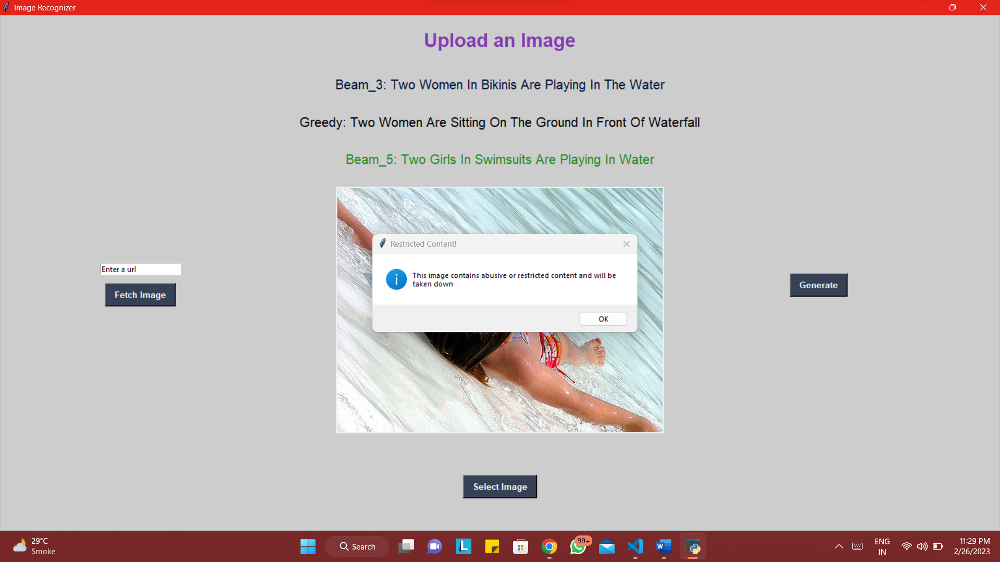 Image Recognizer
Upload an Image
Beam_3: Two Women In Bikinis Are Playing In The Water
Greedy: Two Women Are Sitting On The Ground In Front Of Waterfall
Beam_5: Two Girls In Swimsuits Are Playing In Water
Restricted Content!
This image contains abusive or restricted content and will be
taken down
OK
Enter a url
Fetch Image
Generate
Select Image
29°C
Smoke
Search
L
99+
W
ENG
IN
11:29 PM
2/26/2023